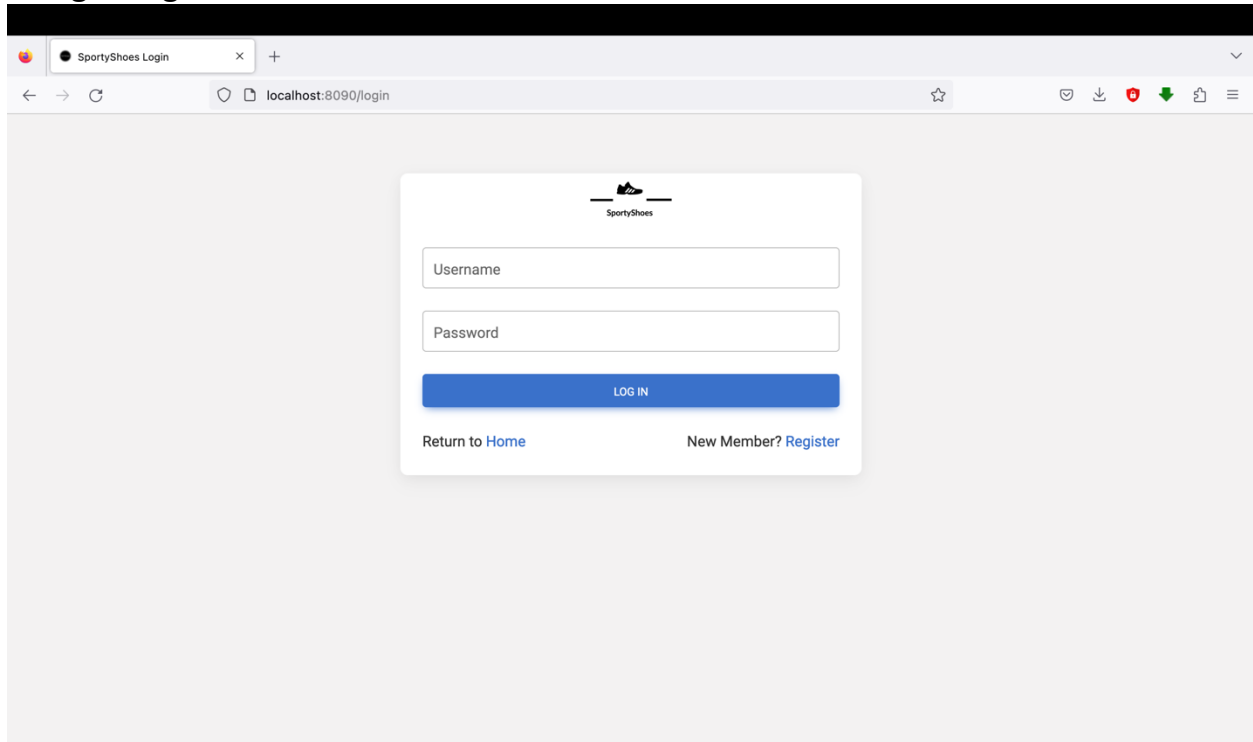 SportyShoes Login
localhost:8090/login
SportyShoes
Username
Password
LOG IN
Return to Home
New Member? Register